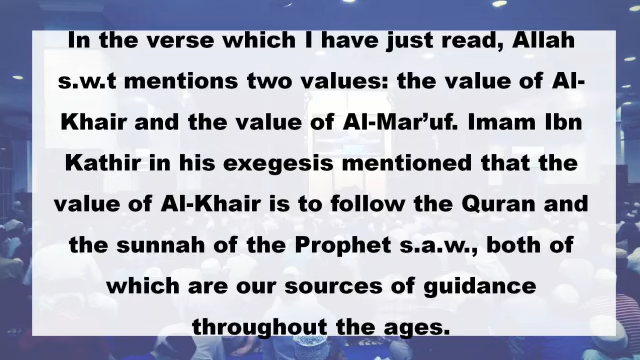 In the verse which I have just read, Allah
s.w.t mentions two values: the value of Al-
Khair and the value of Al-Mar’uf. Imam Ibn
Kathir in his exegesis mentioned that the
value of Al-Khair is to follow the Quran and
the sunnah of the Prophet s.a.w., both of
which are our sources of guidance
throughout the ages.